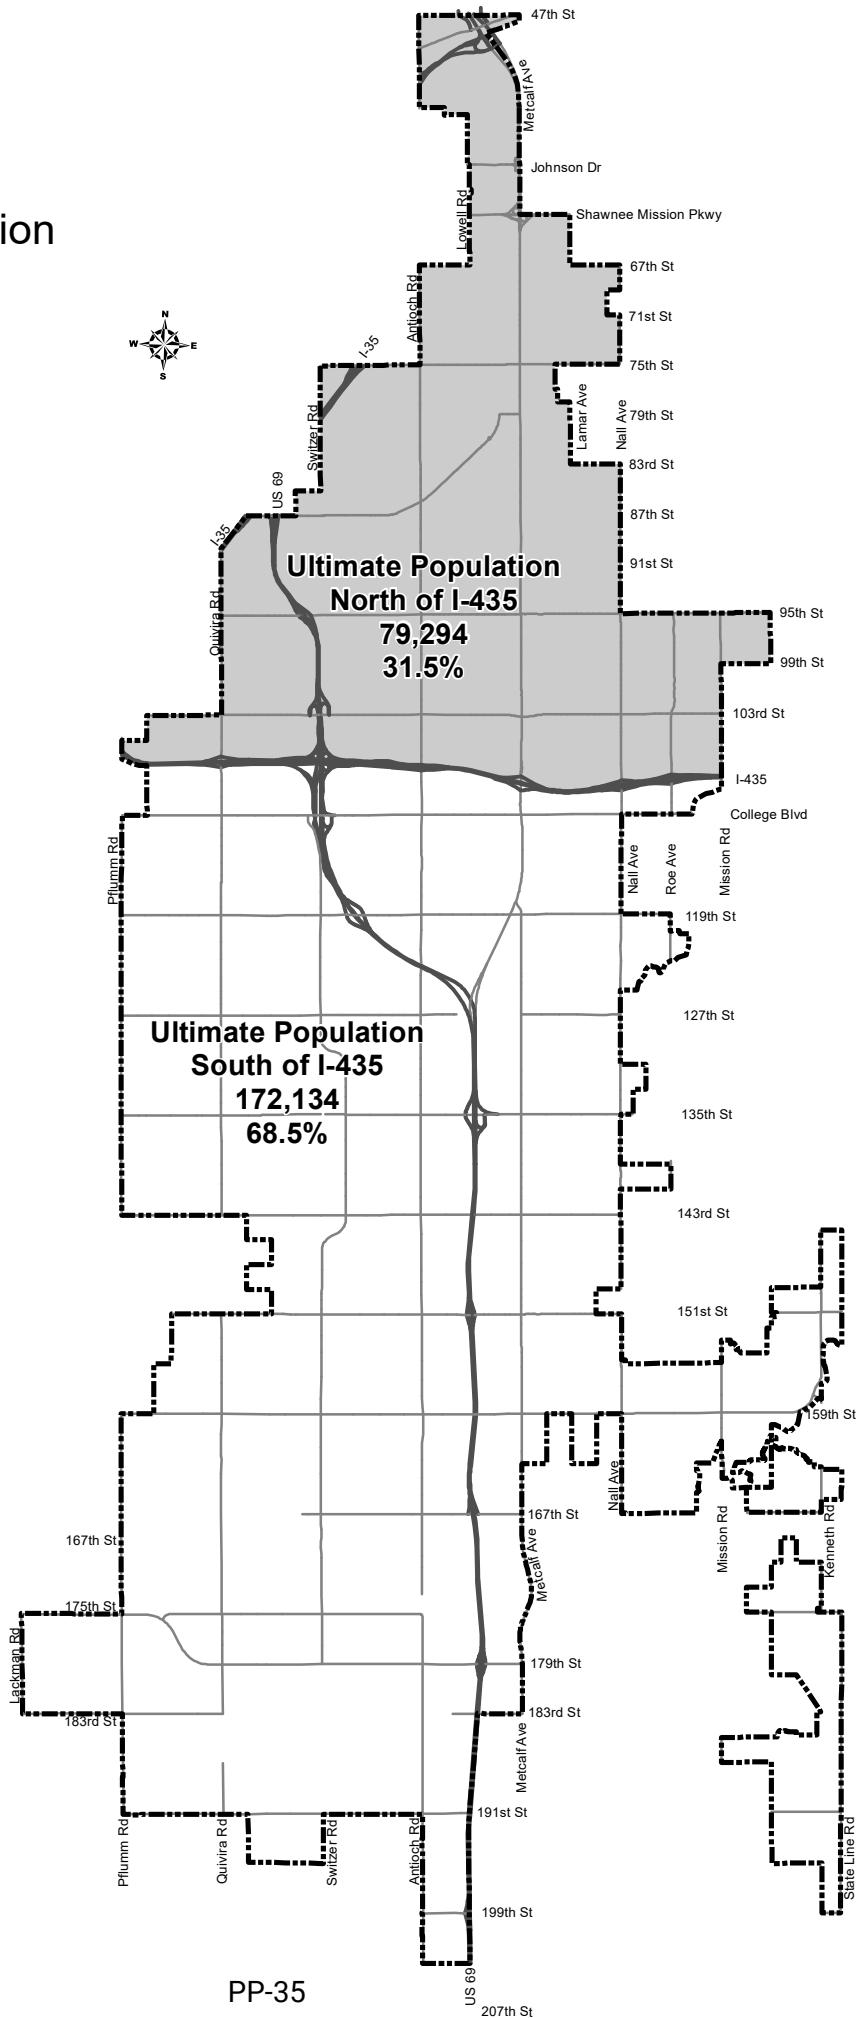 47th St
Metcalf Ave
Johnson Dr
Lowell Rd
Shawnee Mission Pkwy
ion
67th St
Antioch Rd
71st St
N
W
E
S
I-35
75th St
Lamar Ave
Nall Ave
79th St
Switzer Rd
83rd St
US 69
87th St
I-35
91st St
Ultimate Population
North of I-435
79,294
31.5%
Quivira Rd
95th St
99th St
103rd St
I-435
College Blvd
Pflumm Rd
Nall Ave
Roe Ave
Mission Rd
119th St
127th St
Ultimate Population
South of I-435
172,134
68.5%
135th St
143rd St
151st St
159th St
Nall Ave
167th St
Mission Rd
Kenneth Rd
167th St
Metcalf Ave
175th St
Lackman Rd
179th St
183rd St
183rd St
Metcalf Ave
191st St
Pflumm Rd
Quivira Rd
Switzer Rd
Antioch Rd
State Line Rd
199th St
US 69
PP-35
207th St